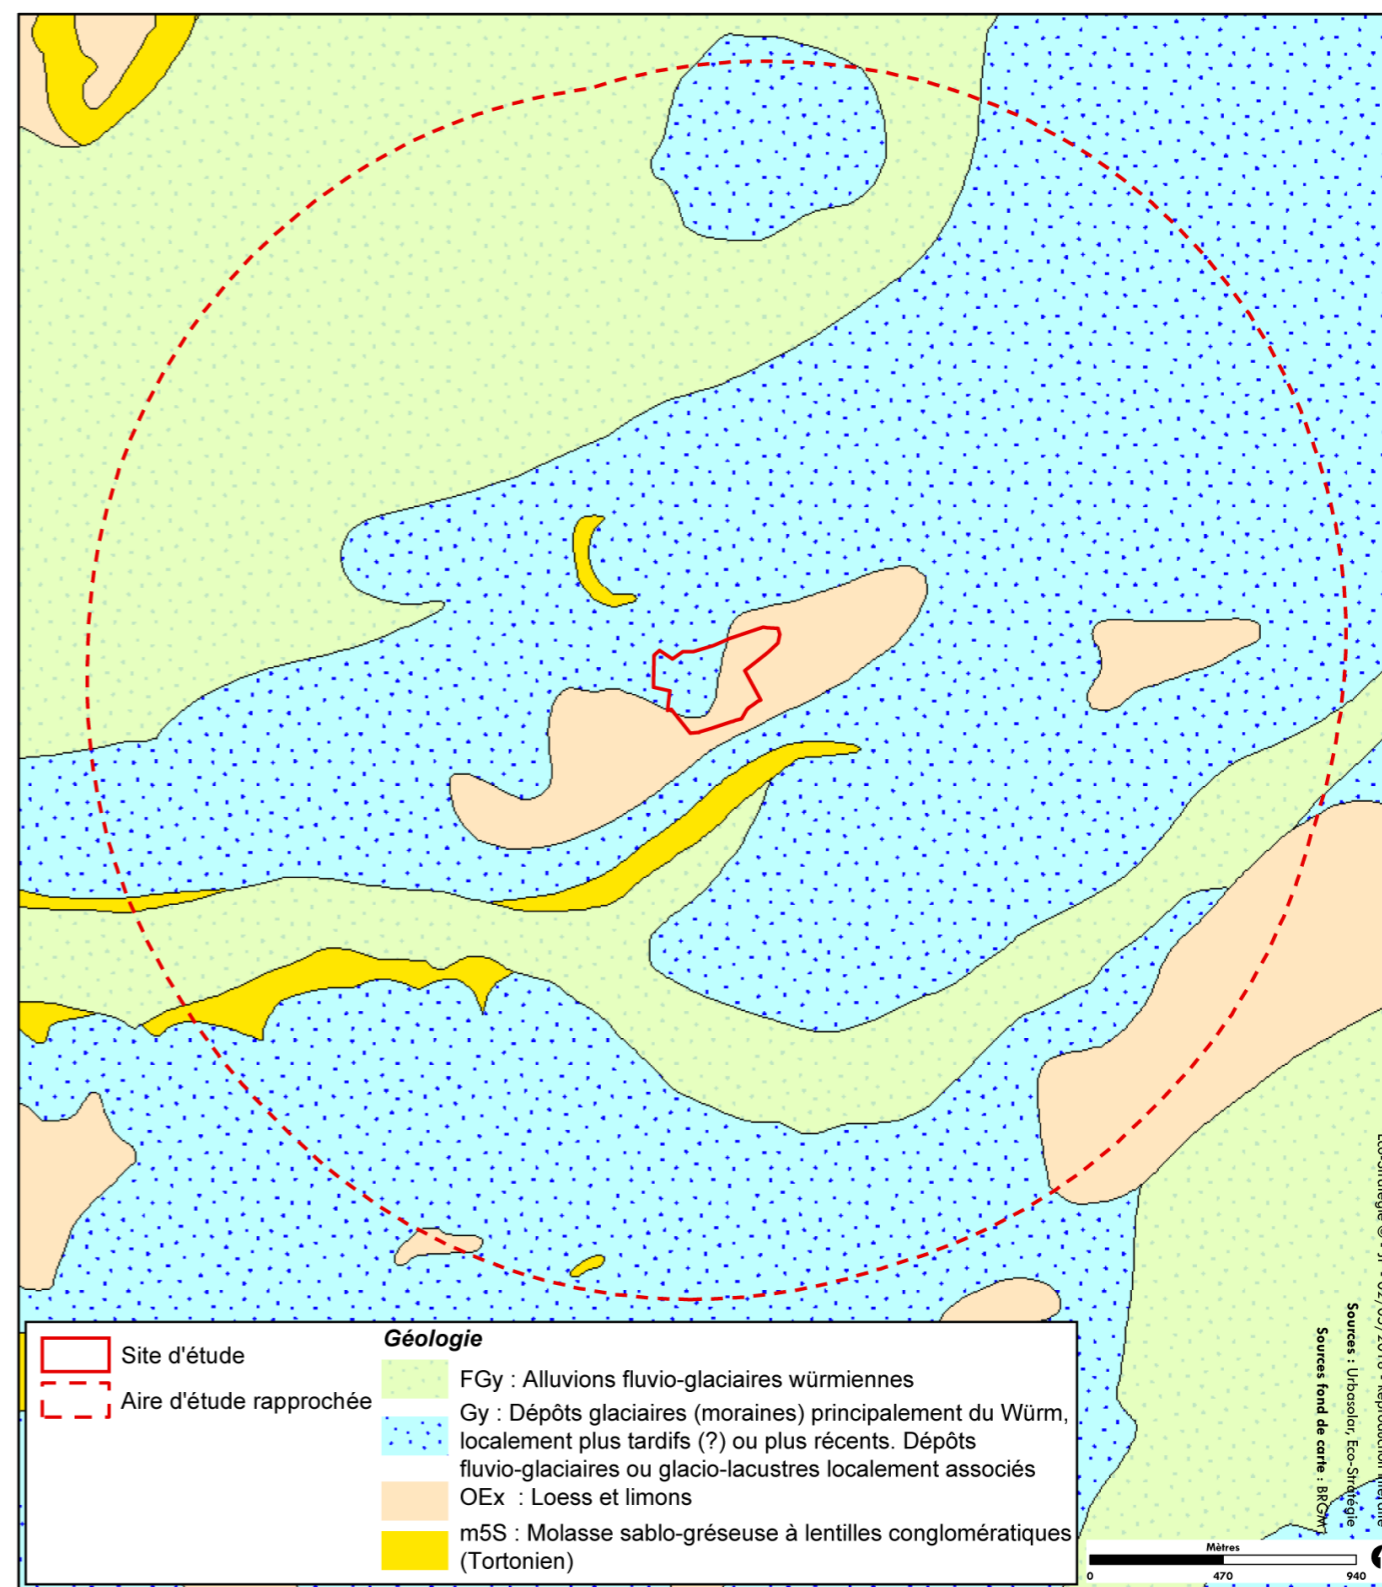 Site d'étude
Aire d'étude rapprochée
Géologie
FGy : Alluvions fluvio-glaciaires würmiennes
Gy : Dépôts glaciaires (moraines) principalement du Würm,
localement plus tardifs (?) ou plus récents. Dépôts
fluvio-glaciaires ou glacio-lacustres localement associés
OEx : Loess et limons
m5S : Molasse sablo-gréseuse à lentilles conglomératiques
(Tortonien)
Sources : Urbasolar, Eco-Stratégie
Sources fond de carte : BRGM
Mètres
0 470 940